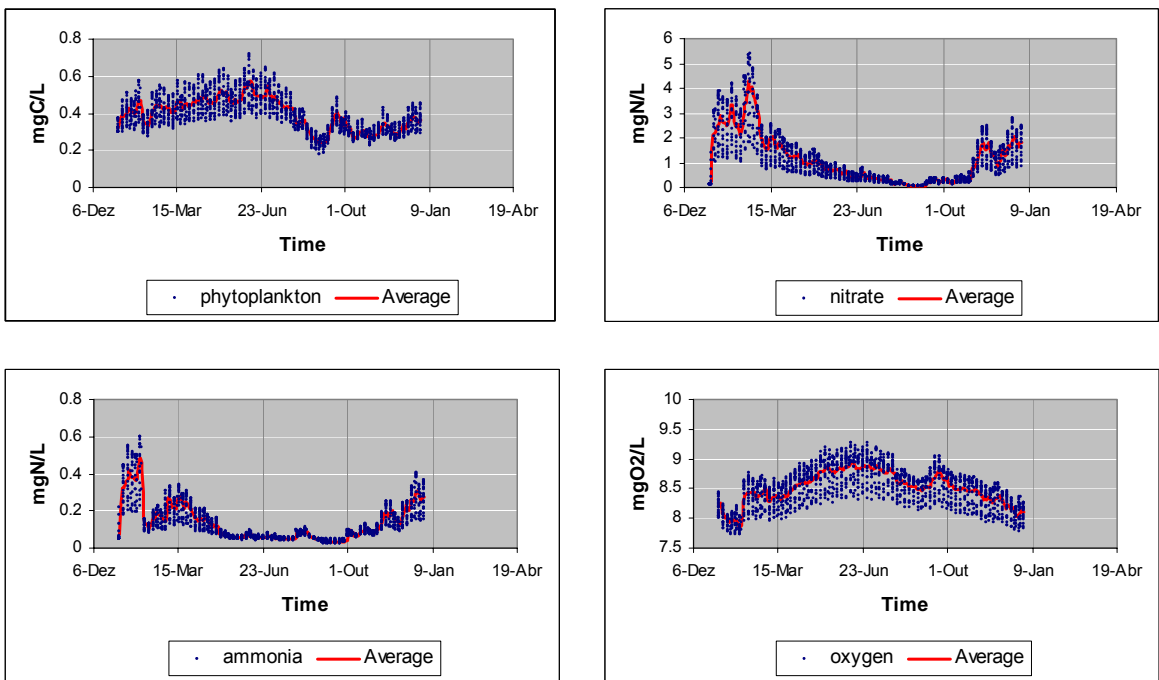 0.8
0.6
0.4
0.2
0
mgC/L
6-Dez 15-Mar 23-Jun 1-Out 9-Jan 19-Abr
Time
phytoplankton Average
6
5
4
3
2
1
0
mgN/L
6-Dez 15-Mar 23-Jun 1-Out 9-Jan 19-Abr
Time
nitrate Average
0.8
0.6
0.4
0.2
0
mgN/L
6-Dez 15-Mar 23-Jun 1-Out 9-Jan 19-Abr
Time
ammonia Average
10
9.5
9
8.5
8
7.5
mgO2/L
6-Dez 15-Mar 23-Jun 1-Out 9-Jan 19-Abr
Time
oxygen Average